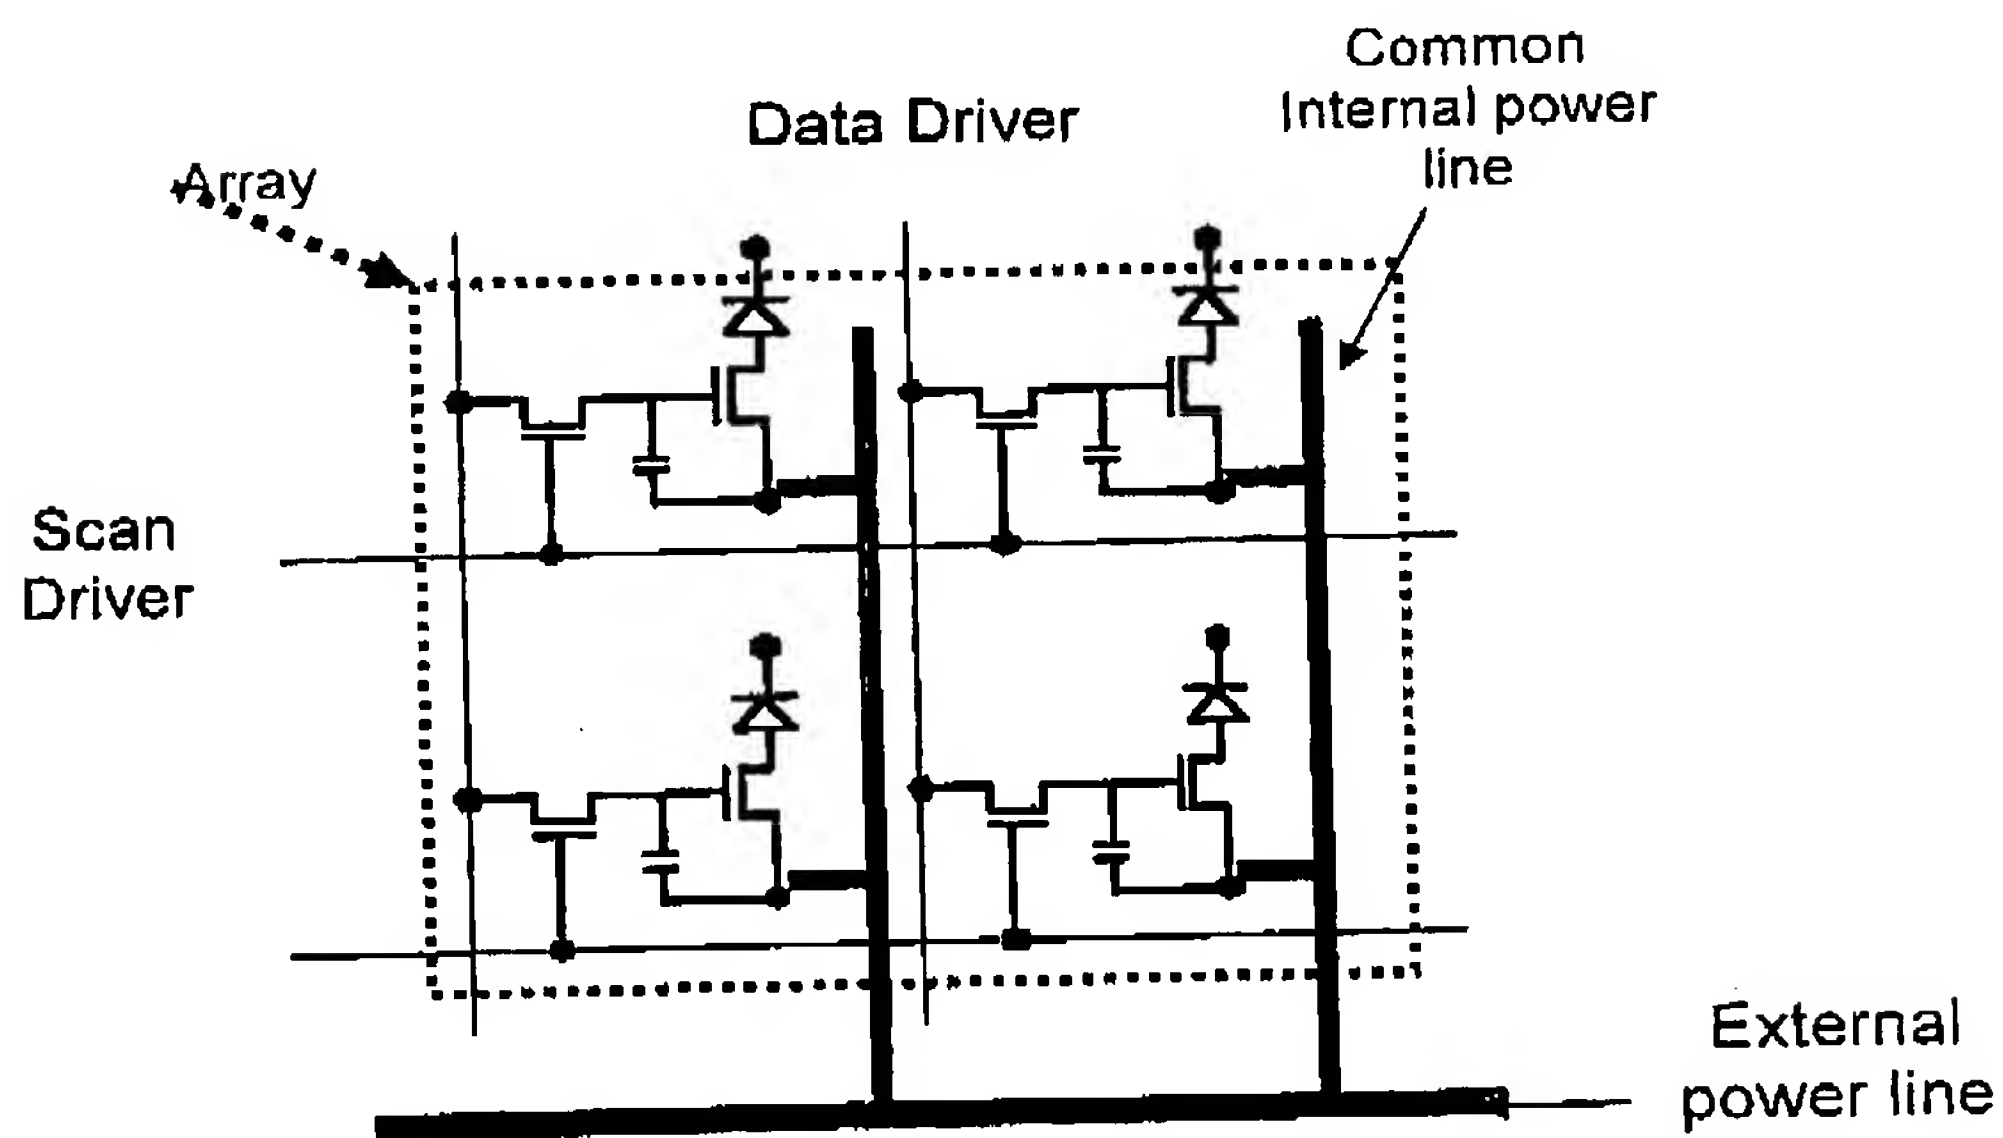 Common
Internal power
line
Data Driver
Array
Scan
Driver
External
power line